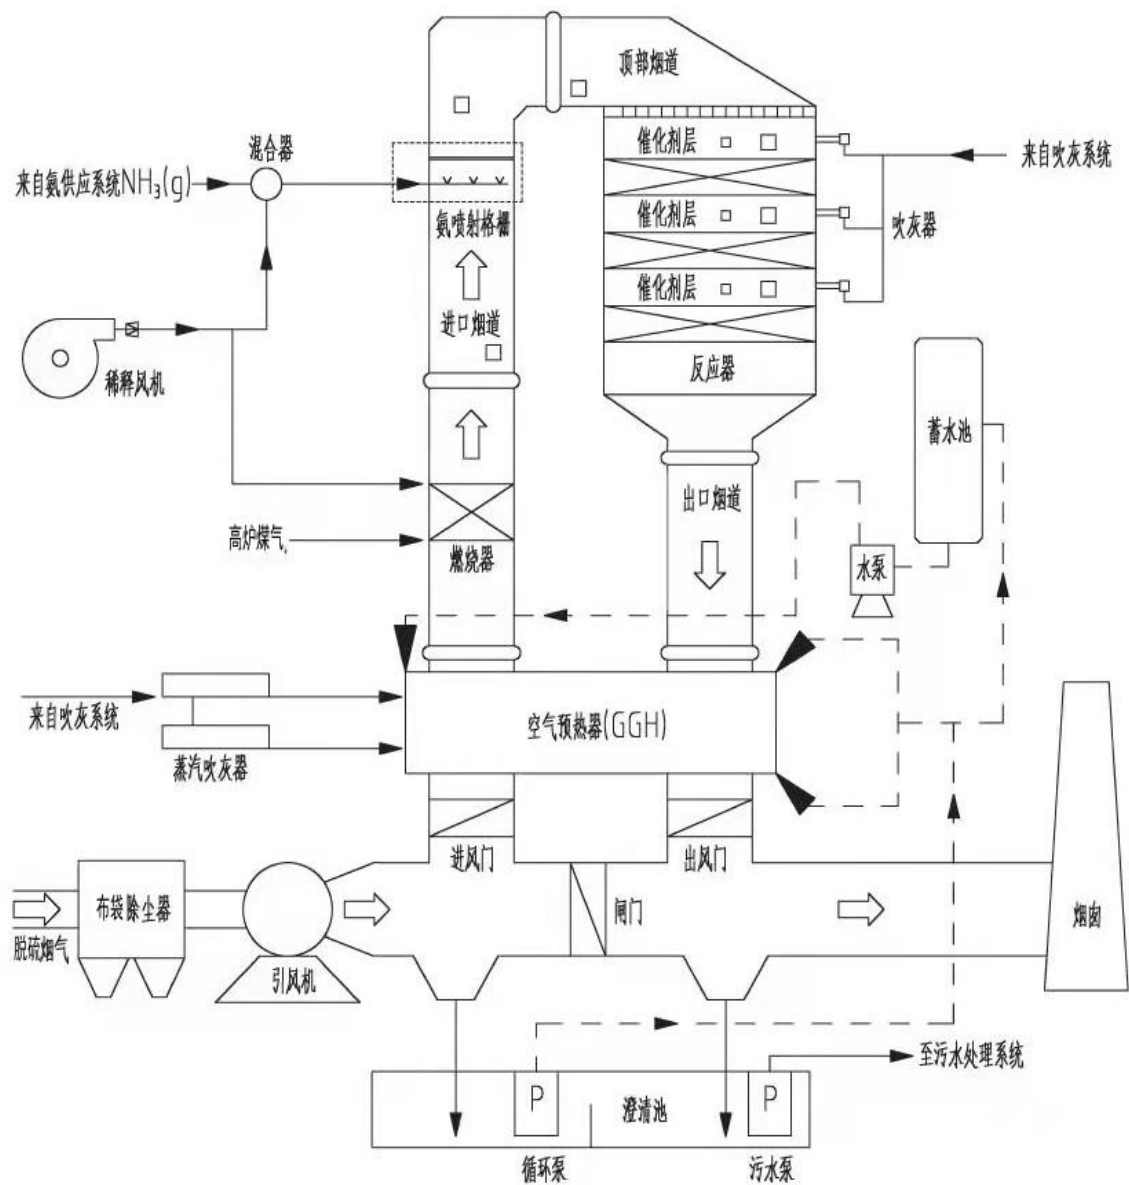 顶部烟道
混合器
催化剂层
来自吹灰系统
来自氨供应系统NH₃(g)
氨喷射格栅
催化剂层
吹灰器
催化剂层
进口烟道
反应器
稀释风机
蓄水池
出口烟道
高炉煤气
燃烧器
水泵
来自吹灰系统
空气预热器(GGH)
蒸汽吹灰器
进风门
出风门
布袋除尘器
闸门
烟囱
脱硫烟气
引风机
至污水处理系统
P
澄清池
P
循环泵
污水泵